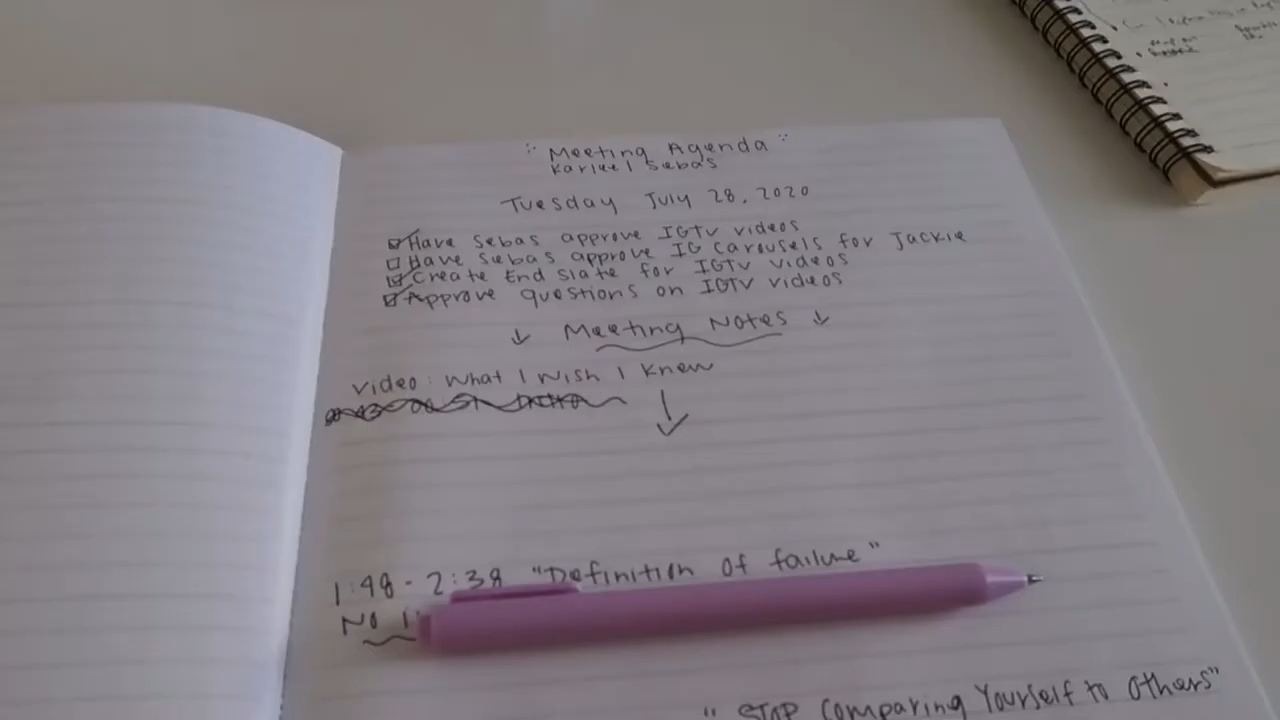 Meeting Agenda
Sebas
Tuesday July 28, 2020
Have Sebas approve IGTV videos
Have Sebas approve IG Carousels for Jackie
Create End Slate for IGTV videos
Approve questions on IGTV videos
Meeting Notes
Video: What I Wish I Knew
1:48 - 2:38 "Definition of failure"
No
"STOP Comparing Yourself to Others"